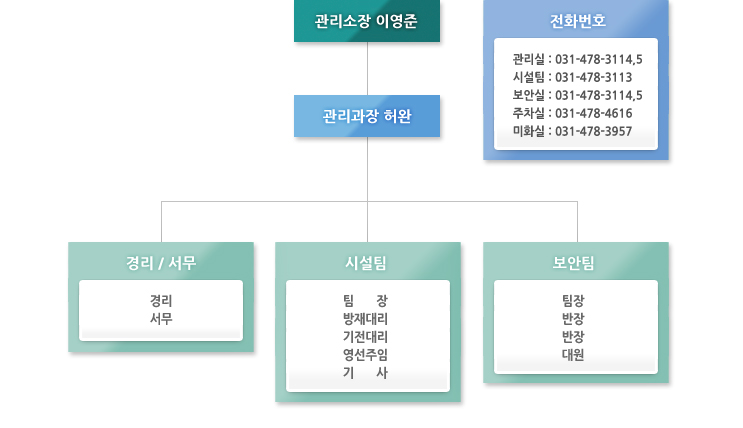 관리소장 이영준
전화번호
관리실 : 031-478-3114,5
시설팀 : 031-478-3113
보안실 : 031-478-3114,5
주차실 : 031-478-4616
미화실 : 031-478-3957
관리과장 허완
경리 / 서무
경리
서무
시설팀
팀 장
방재대리
기전대리
영선주임
기 사
보안팀
팀장
반장
반장
대원